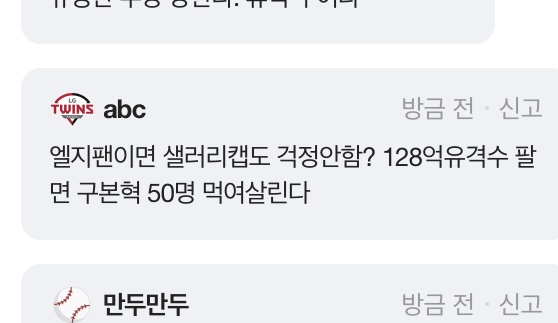 LG
TWINS
abc
방금 전 · 신고
엘지팬이면 샐러리캡도 걱정안함? 128억유격수 팔
면 구본혁 50명 먹여살린다
만두만두
방금 전 · 신고